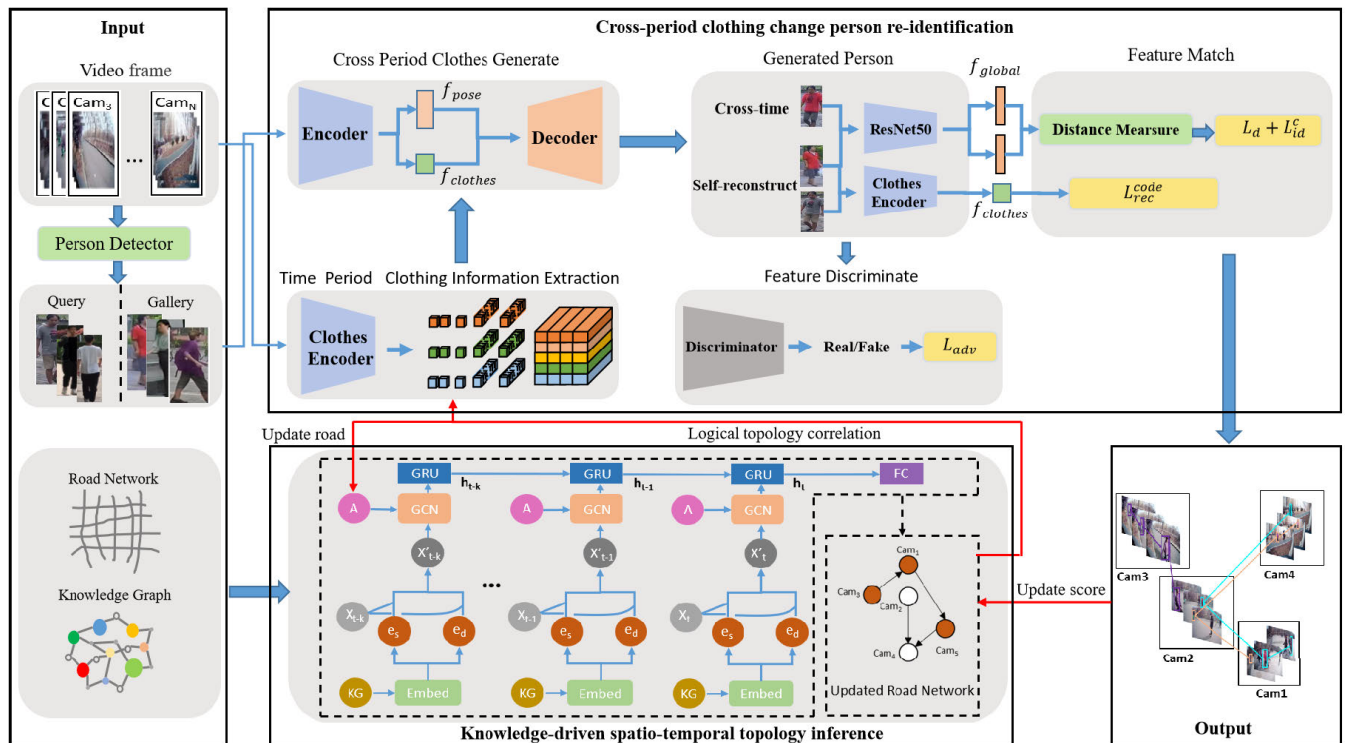 Input
Video frame
C
Cam3
CamN
...
Person Detector
Query
Gallery
Road Network
Knowledge Graph
Cross-period clothing change person re-identification
Cross Period Clothes Generate
Encoder
f_pose
f_clothes
Decoder
Generated Person
Cross-time
Self-reconstruct
ResNet50
Clothes
Encoder
f_global
f_clothes
Feature Match
Distance Mearsure
L_d + L_id^c
L_rec^code
Time Period Clothing Information Extraction
Clothes
Encoder
Feature Discriminate
Discriminator
Real/Fake
L_adv
Update road
Logical topology correlation
GRU
h_t-k
GRU
h_t-1
GRU
h_t
FC
A
GCN
A
GCN
A
GCN
X'_t-k
X'_t-1
X'_t
...
X_t-k
e_s
e_d
X_t-1
e_s
e_d
X_t
e_s
e_d
KG
Embed
KG
Embed
KG
Embed
Cam1
Cam3
Cam2
Cam4
Cam5
Updated Road Network
Knowledge-driven spatio-temporal topology inference
Update score
Cam3
Cam4
Cam2
Cam1
Output